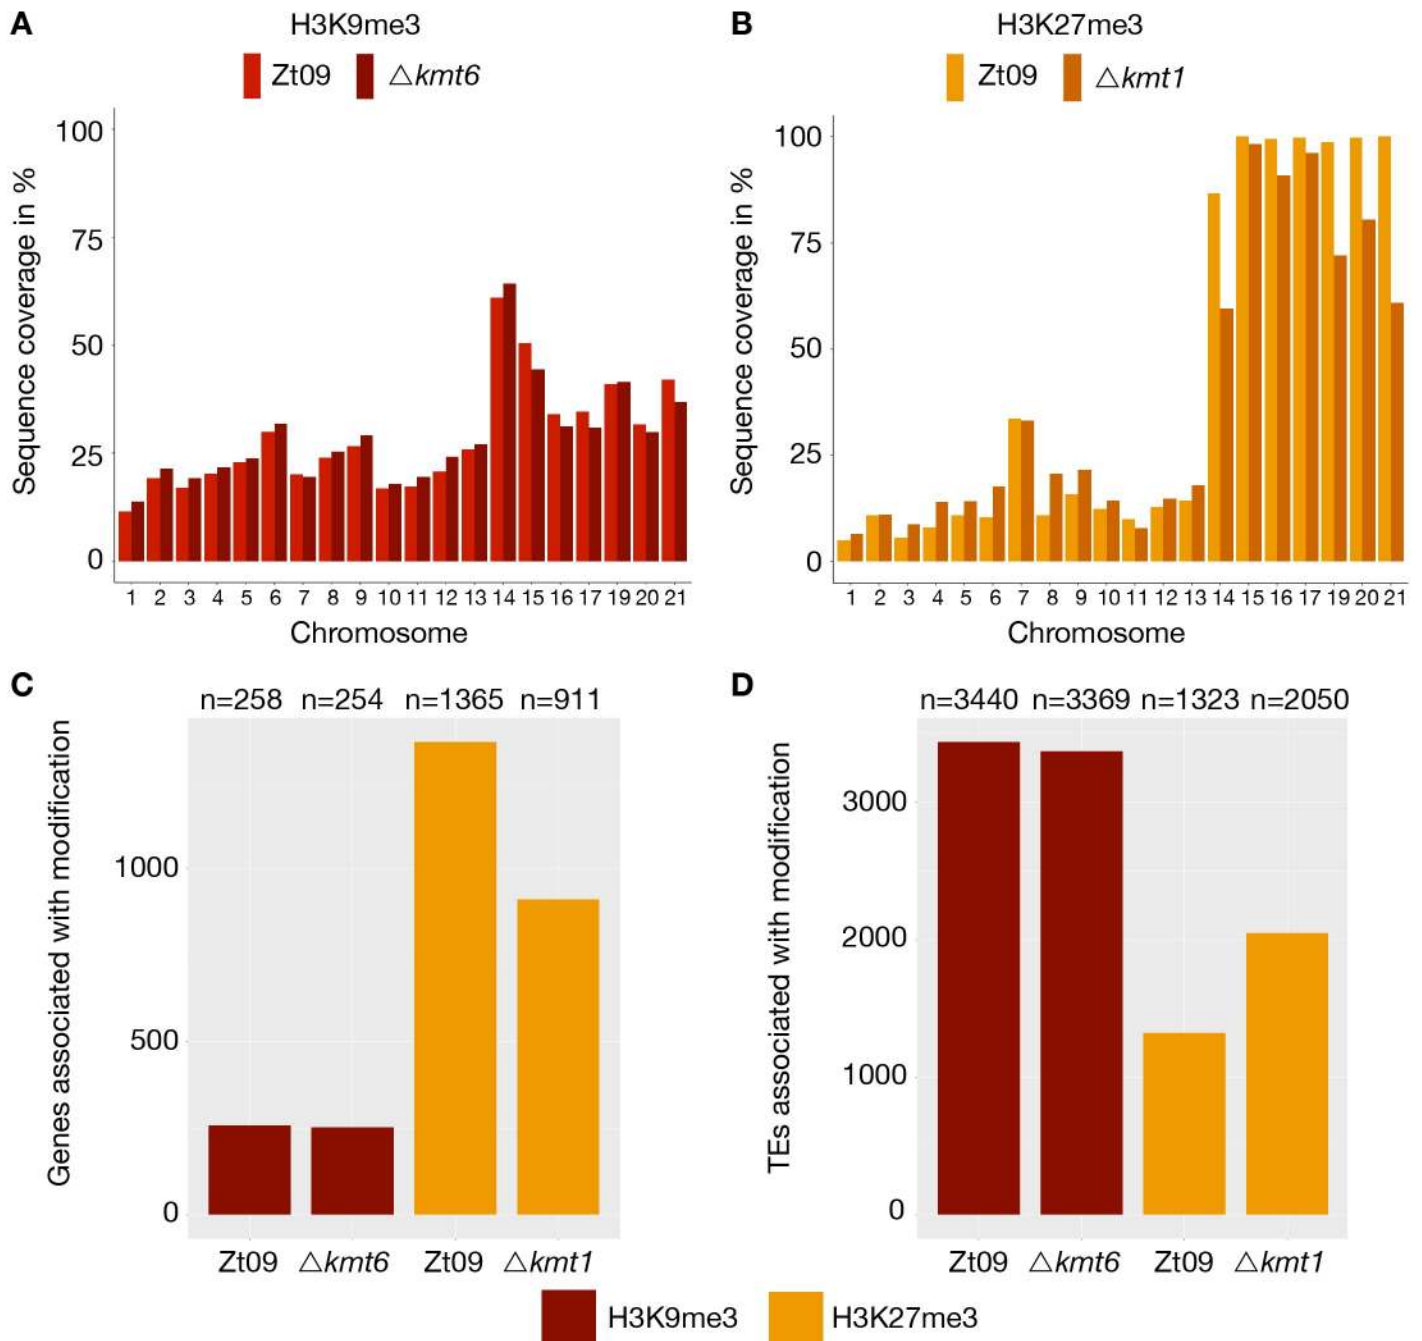 A
H3K9me3
Zt09 △kmt6
Sequence coverage in %
100
75
50
25
0
1 2 3 4 5 6 7 8 9 10 11 12 13 14 15 16 17 19 20 21
Chromosome
B
H3K27me3
Zt09 △kmt1
Sequence coverage in %
100
75
50
25
0
1 2 3 4 5 6 7 8 9 10 11 12 13 14 15 16 17 19 20 21
Chromosome
C
n=258 n=254 n=1365 n=911
Genes associated with modification
1000
500
0
Zt09 △kmt6 Zt09 △kmt1
D
n=3440 n=3369 n=1323 n=2050
TEs associated with modification
3000
2000
1000
0
Zt09 △kmt6 Zt09 △kmt1
H3K9me3 H3K27me3